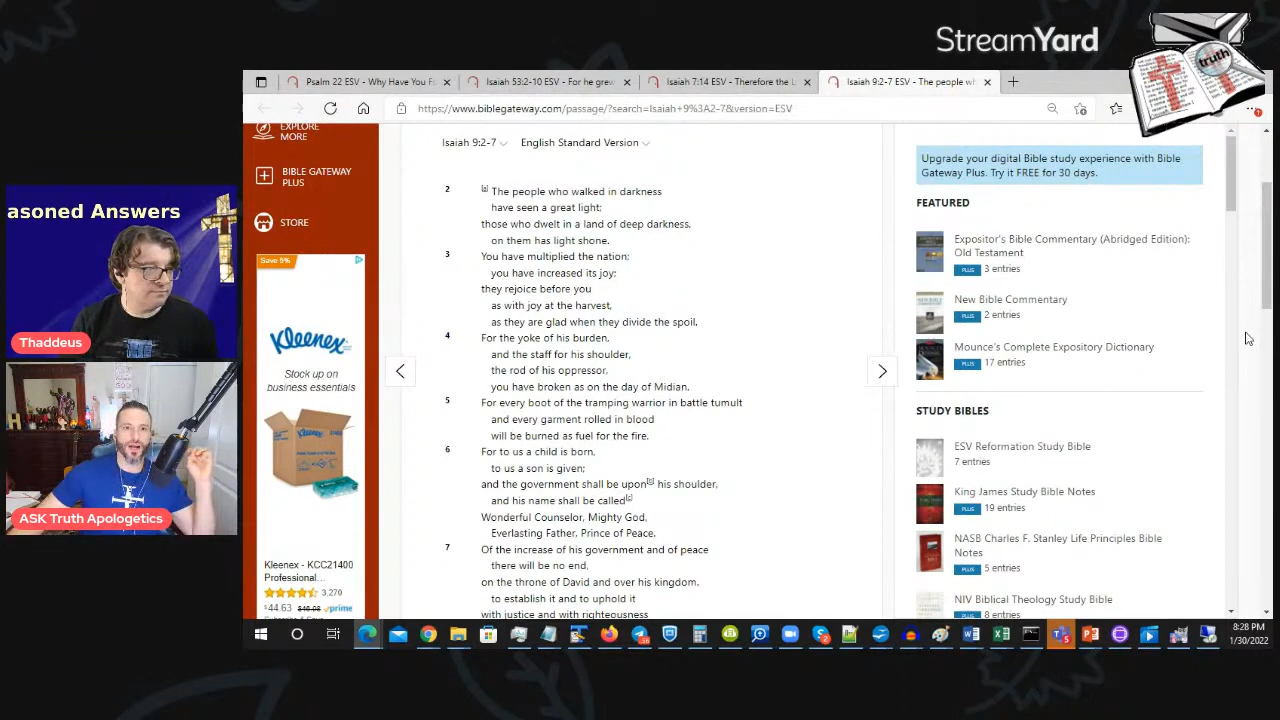 StreamYard
truth
Psalm 22 ESV - Why Have You F
Isaiah 53:2-10 ESV - For he grew
Isaiah 7:14 ESV - Therefore the L
Isaiah 9:2-7 ESV - The people wh
https://www.biblegateway.com/passage/?search=Isaiah+9%3A2-7&version=ESV
EXPLORE
MORE
BIBLE GATEWAY
PLUS
STORE
Save 5%
Kleenex
Stock up on
business essentials
Kleenex - KCC21400
Professional...
3,270
$44.63 $46.98 prime
Isaiah 9:2-7 English Standard Version
2 The people who walked in darkness
have seen a great light;
those who dwelt in a land of deep darkness,
on them has light shone.
3 You have multiplied the nation;
you have increased its joy;
they rejoice before you
as with joy at the harvest,
as they are glad when they divide the spoil.
4 For the yoke of his burden,
and the staff for his shoulder,
the rod of his oppressor,
you have broken as on the day of Midian.
5 For every boot of the tramping warrior in battle tumult
and every garment rolled in blood
will be burned as fuel for the fire.
6 For to us a child is born,
to us a son is given;
and the government shall be upon his shoulder,
and his name shall be called
Wonderful Counselor, Mighty God,
Everlasting Father, Prince of Peace.
7 Of the increase of his government and of peace
there will be no end,
on the throne of David and over his kingdom,
to establish it and to uphold it
with justice and with righteousness
Upgrade your digital Bible study experience with Bible
Gateway Plus. Try it FREE for 30 days.
FEATURED
Expositor's Bible Commentary (Abridged Edition):
Old Testament
PLUS 3 entries
New Bible Commentary
PLUS 2 entries
Mounce's Complete Expository Dictionary
PLUS 17 entries
STUDY BIBLES
ESV Reformation Study Bible
7 entries
King James Study Bible Notes
PLUS 19 entries
NASB Charles F. Stanley Life Principles Bible
Notes
PLUS 5 entries
NIV Biblical Theology Study Bible
PLUS 8 entries
asoned Answers
Thaddeus
ASK Truth Apologetics
8:28 PM
1/30/2022